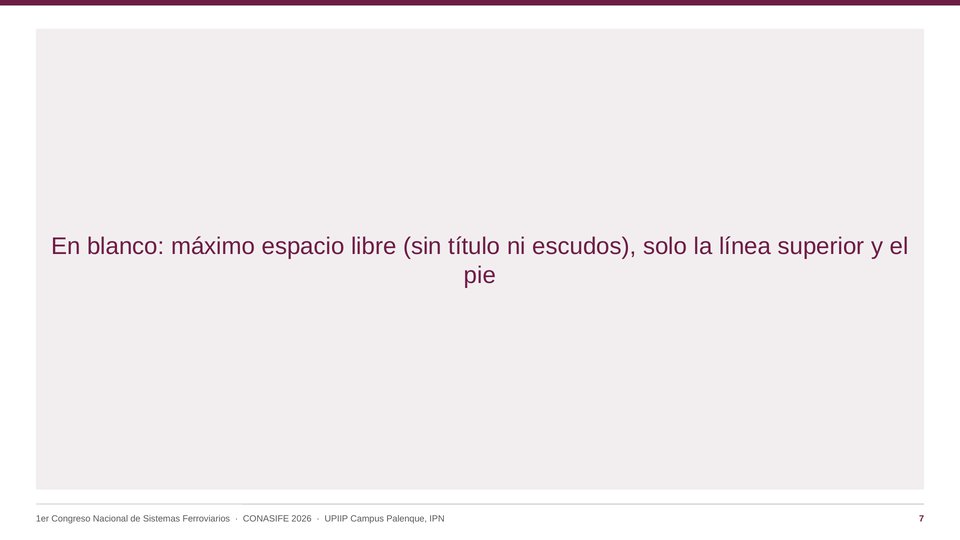 En blanco: máximo espacio libre (sin título ni escudos), solo la línea superior y el
pie
1er Congreso Nacional de Sistemas Ferroviarios · CONASIFE 2026 · UPIIP Campus Palenque, IPN
7